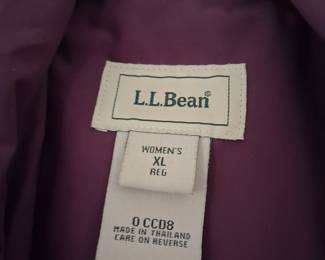 L.L.Bean®
WOMEN'S
XL
REG
0 CCD8
MADE IN THAILAND
CARE ON REVERSE